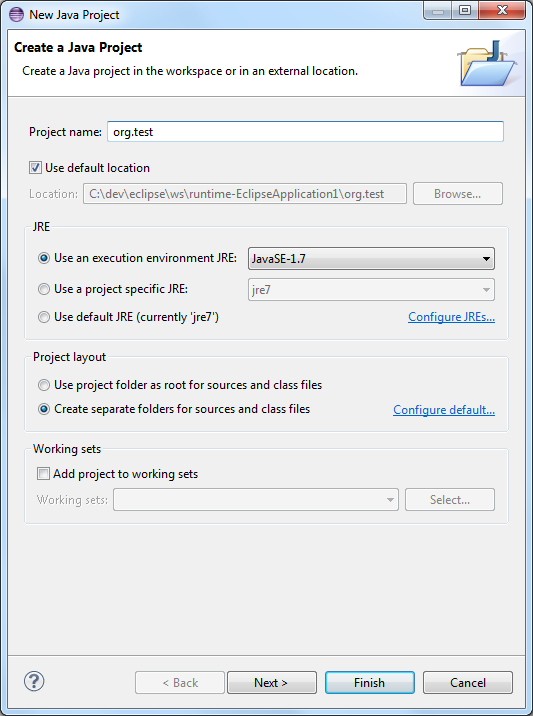 New Java Project
Create a Java Project
Create a Java project in the workspace or in an external location.
Project name: org.test
Use default location
Location: C:\dev\eclipse\ws\runtime-EclipseApplication1\org.test Browse...
JRE
Use an execution environment JRE: JavaSE-1.7
Use a project specific JRE: jre7
Use default JRE (currently 'jre7') Configure JREs...
Project layout
Use project folder as root for sources and class files
Create separate folders for sources and class files Configure default...
Working sets
Add project to working sets
Working sets: Select...
? < Back Next > Finish Cancel